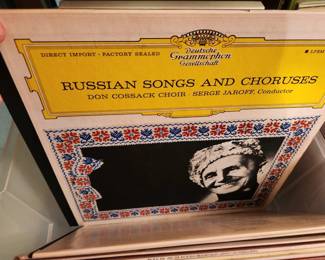 DIRECT IMPORT - FACTORY SEALED
Deutsche
Grammophon
Gesellschaft
RUSSIAN SONGS AND CHORUSES
DON COSSACK CHOIR · SERGE JAROFF, Conductor